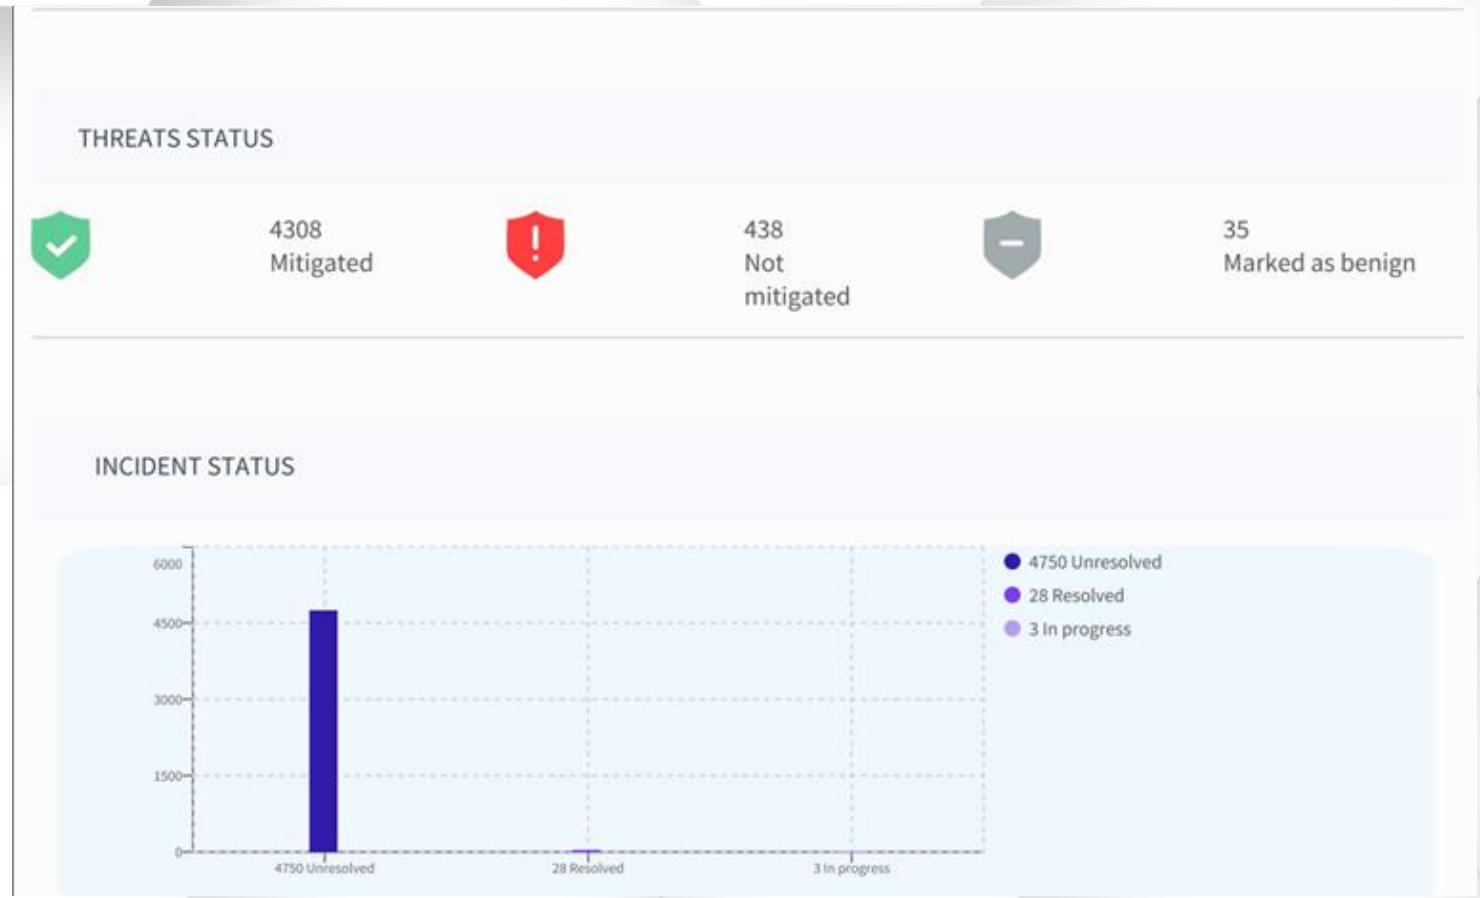 THREATS STATUS
4308
Mitigated
438
Not
mitigated
35
Marked as benign
INCIDENT STATUS
6000
4500
3000
1500
0
4750 Unresolved
28 Resolved
3 In progress
4750 Unresolved
28 Resolved
3 In progress